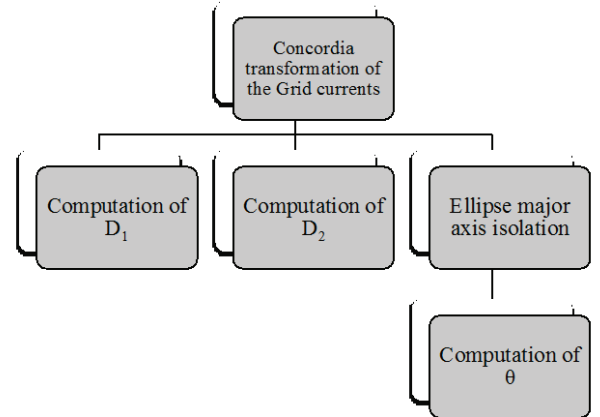 Concordia
transformation of
the Grid currents
Computation of
D₁
Computation of
D₂
Ellipse major
axis isolation
Computation of
θ